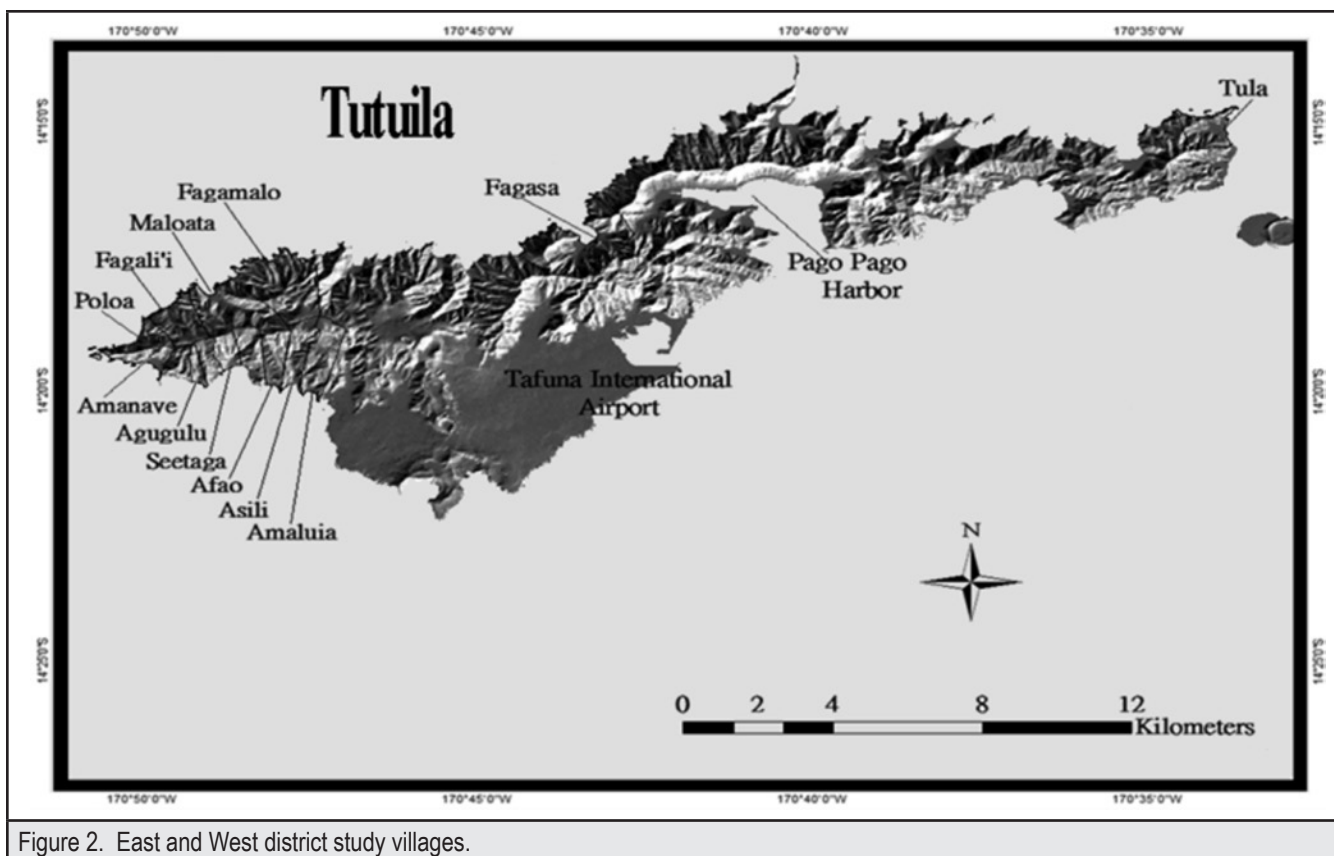 170°50'0"W 170°45'0"W 170°40'0"W 170°35'0"W
14°15'0"S
14°15'0"S
Tutuila
Tula
Fagamalo
Fagasa
Maloata
Fagali'i
Pago Pago
Harbor
Poloa
14°20'0"S
14°20'0"S
Tafuna International
Airport
Amanave
Agugulu
Seetaga
Afao
Asili
Amaluia
N
14°25'0"S
14°25'0"S
0 2 4 8 12
Kilometers
170°50'0"W 170°45'0"W 170°40'0"W 170°35'0"W
Figure 2. East and West district study villages.